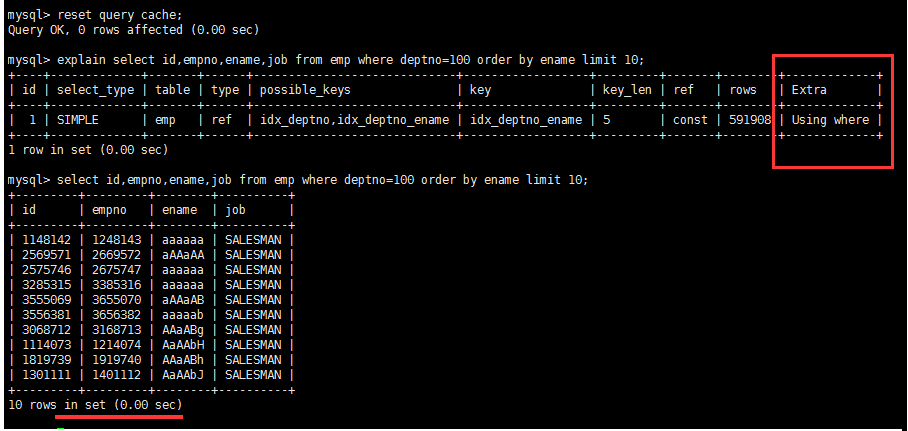 mysql> reset query cache;
Query OK, 0 rows affected (0.00 sec)
mysql> explain select id,empno,ename,job from emp where deptno=100 order by ename limit 10;
+----+-------------+-------+------+---------------------------+------------------+---------+-------+--------+-------------+
| id | select_type | table | type | possible_keys | key | key_len | ref | rows | Extra |
+----+-------------+-------+------+---------------------------+------------------+---------+-------+--------+-------------+
| 1 | SIMPLE | emp | ref | idx_deptno,idx_deptno_ename | idx_deptno_ename | 5 | const | 591908 | Using where |
+----+-------------+-------+------+---------------------------+------------------+---------+-------+--------+-------------+
1 row in set (0.00 sec)
mysql> select id,empno,ename,job from emp where deptno=100 order by ename limit 10;
+---------+---------+--------+----------+
| id | empno | ename | job |
+---------+---------+--------+----------+
| 1148142 | 1248143 | aaaaaa | SALESMAN |
| 2569571 | 2669572 | aAAaAA | SALESMAN |
| 2575746 | 2675747 | aaaaaa | SALESMAN |
| 3285315 | 3385316 | aaaaaa | SALESMAN |
| 3555069 | 3655070 | aAAaAB | SALESMAN |
| 3556381 | 3656382 | aaaaab | SALESMAN |
| 3068712 | 3168713 | AAaABg | SALESMAN |
| 1114073 | 1214074 | AaAAbH | SALESMAN |
| 1819739 | 1919740 | AAaABh | SALESMAN |
| 1301111 | 1401112 | AaAAbJ | SALESMAN |
+---------+---------+--------+----------+
10 rows in set (0.00 sec)